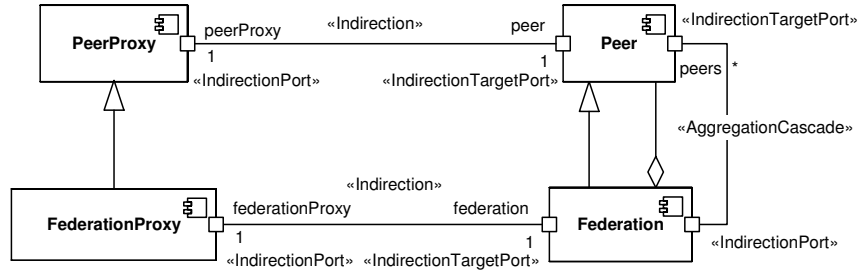 «Indirection»
«IndirectionTargetPort»
PeerProxy
peerProxy
peer
Peer
1
1
peers
*
«IndirectionPort»
«IndirectionTargetPort»
«AggregationCascade»
«Indirection»
FederationProxy
federationProxy
federation
Federation
1
1
«IndirectionPort»
«IndirectionPort»
«IndirectionTargetPort»